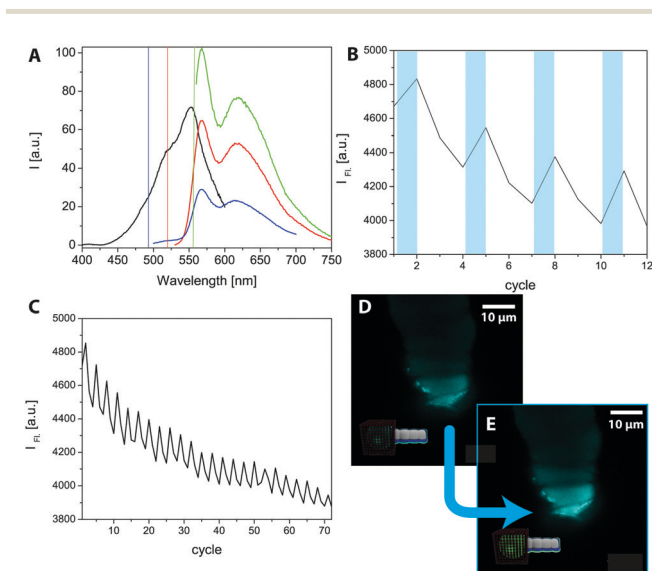 A
100
80
60
40
20
0
I [a.u.]
400 450 500 550 600 650 700 750
Wavelength [nm]
B
5000
4800
4600
4400
4200
4000
3800
I Fl. [a.u.]
2 4 6 8 10 12
cycle
C
5000
4800
4600
4400
4200
4000
3800
I Fl. [a.u.]
10 20 30 40 50 60 70
cycle
D
10 µm
E
10 µm